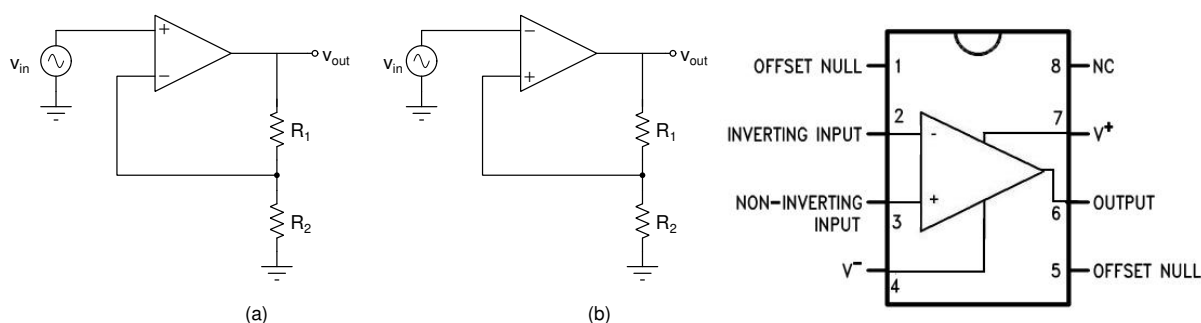 +
−
v_in
v_out
R_1
R_2
(a)
−
+
v_in
v_out
R_1
R_2
(b)
OFFSET NULL 1
8 NC
INVERTING INPUT 2
-
7 V+
NON-INVERTING
INPUT
3
+
6 OUTPUT
V− 4
5 OFFSET NULL